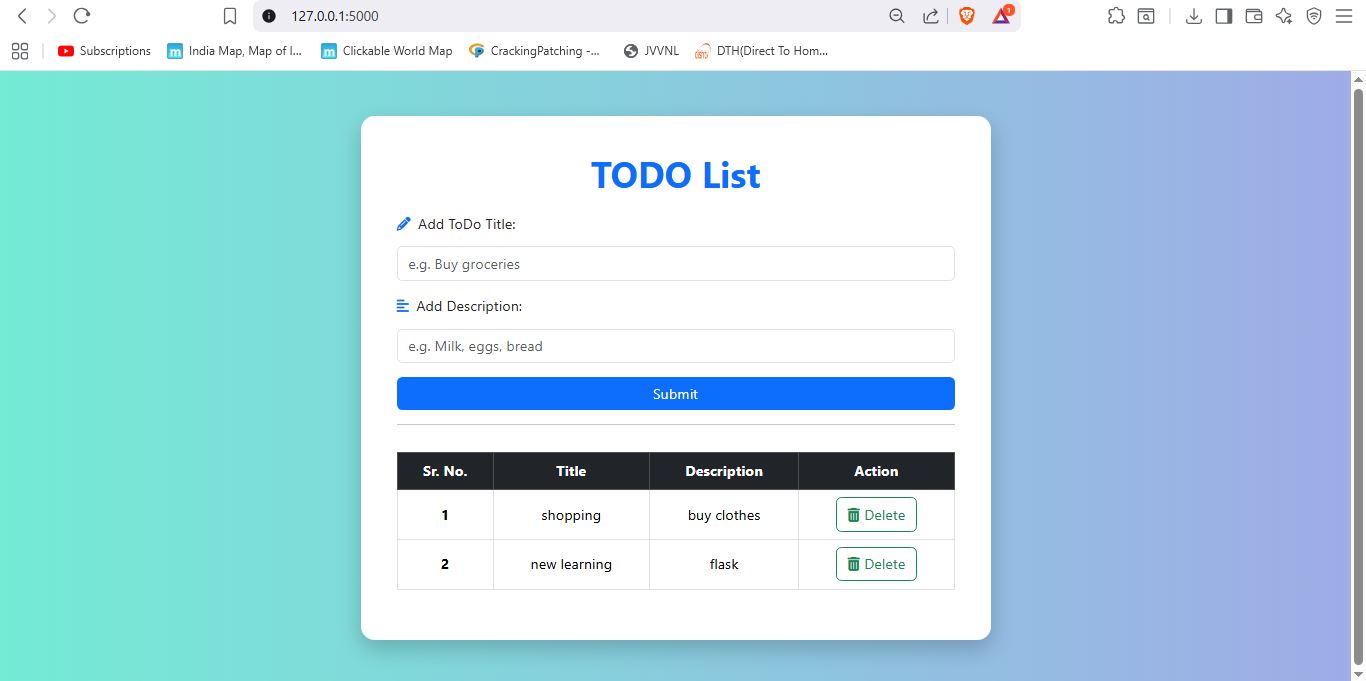 127.0.0.1:5000
1
Subscriptions India Map, Map of I... Clickable World Map CrackingPatching -... JVVNL DTH(Direct To Hom...
TODO List
Add ToDo Title:
e.g. Buy groceries
Add Description:
e.g. Milk, eggs, bread
Submit
Sr. No. Title Description Action
1 shopping buy clothes Delete
2 new learning flask Delete